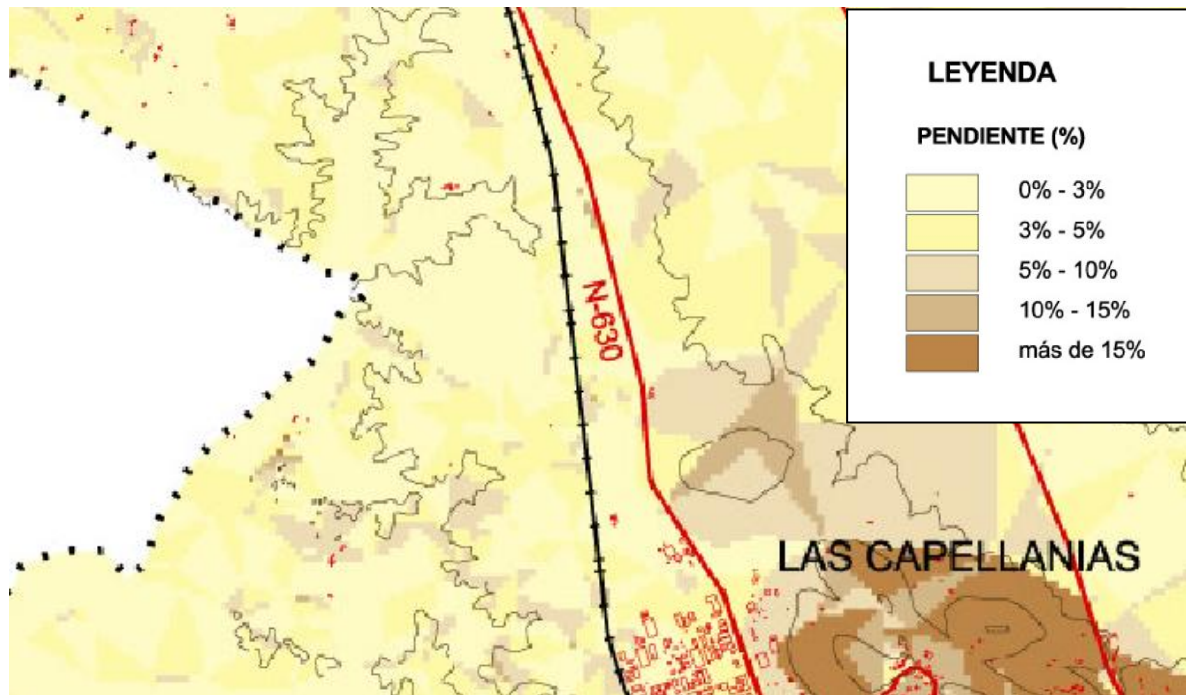 LEYENDA
PENDIENTE (%)
0% - 3%
3% - 5%
5% - 10%
10% - 15%
más de 15%
N-630
LAS CAPELLANIAS